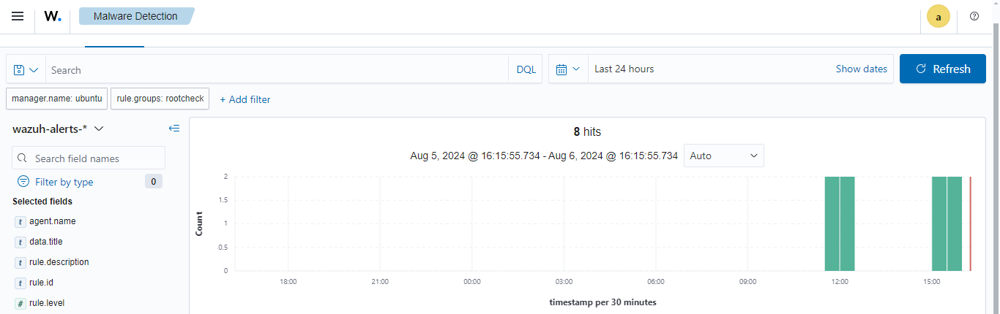 W. Malware Detection a
Search DQL Last 24 hours Show dates Refresh
manager.name: ubuntu rule.groups: rootcheck + Add filter
wazuh-alerts-*
Search field names
Filter by type 0
Selected fields
t agent.name
t data.title
t rule.description
t rule.id
# rule.level
8 hits
Aug 5, 2024 @ 16:15:55.734 - Aug 6, 2024 @ 16:15:55.734 Auto
Count
2
1.5
1
0.5
0
18:00 21:00 00:00 03:00 06:00 09:00 12:00 15:00
timestamp per 30 minutes